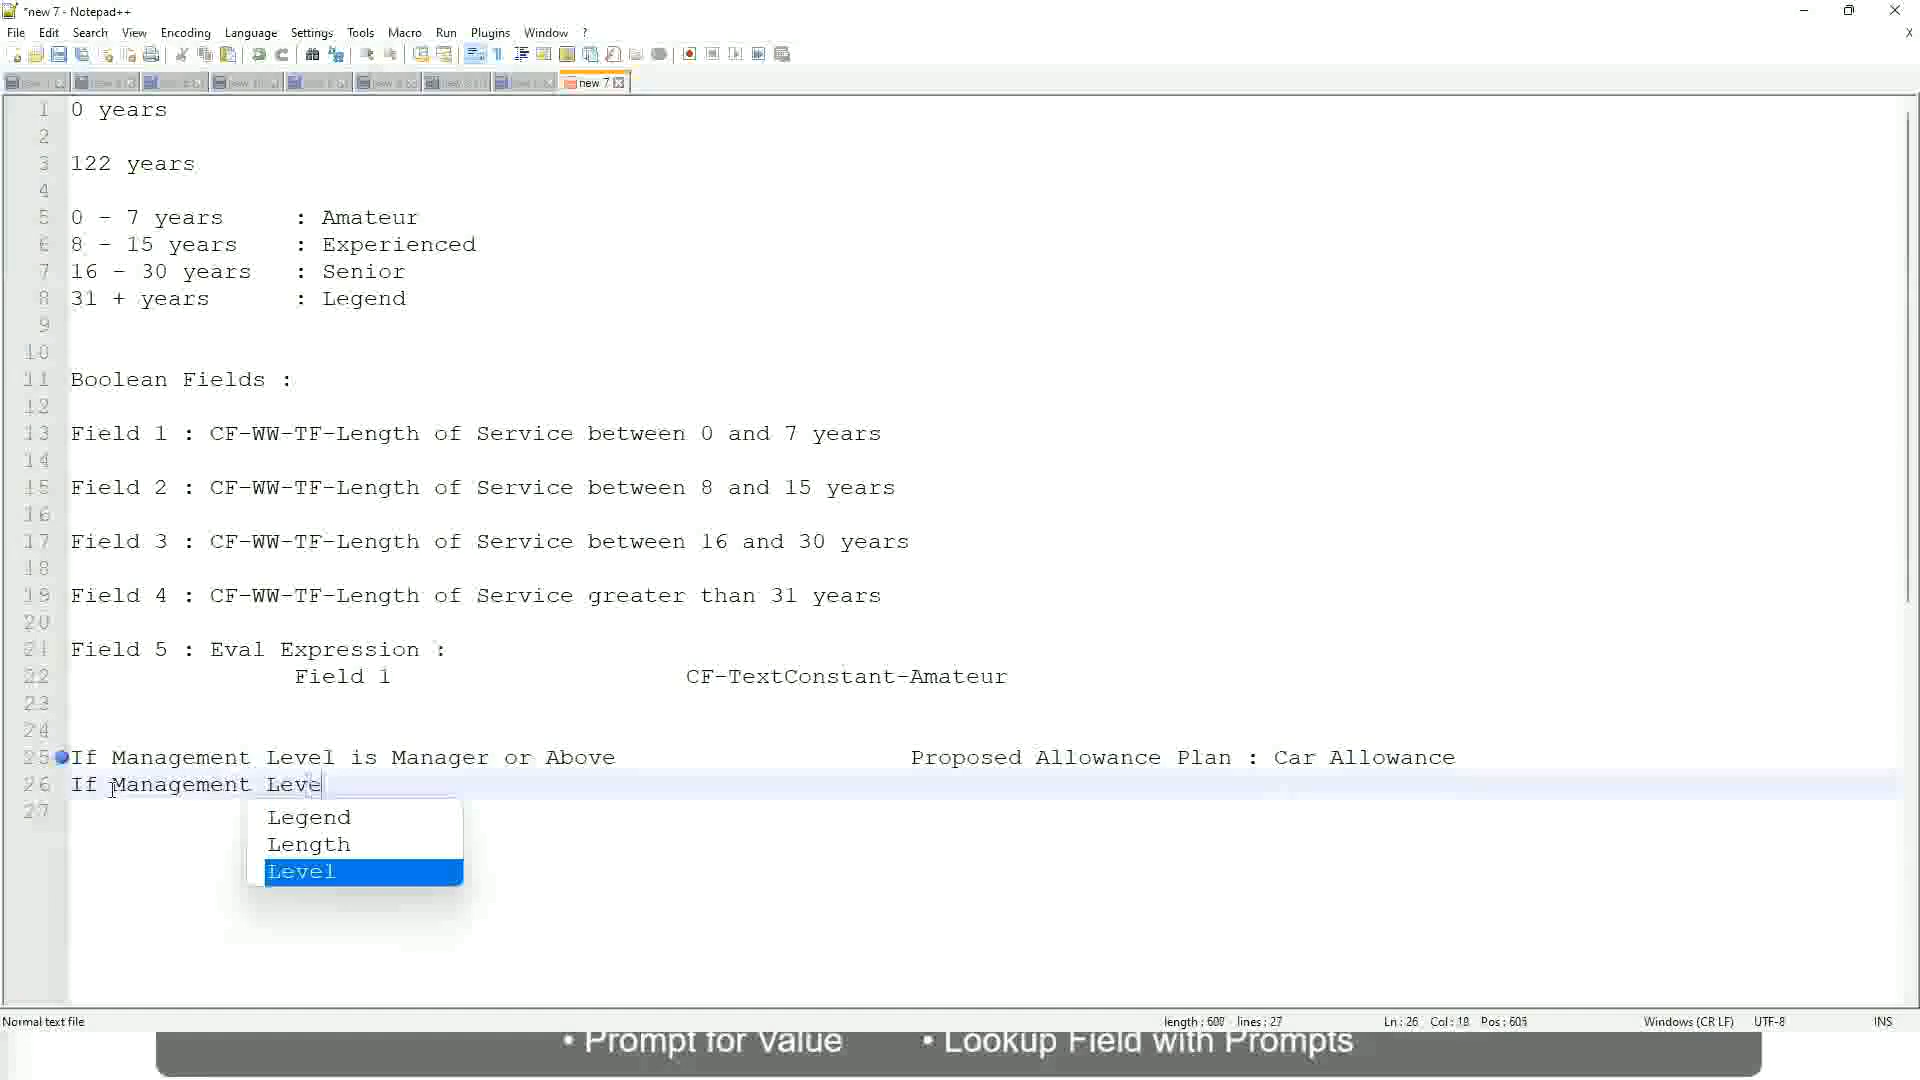 *new 7 - Notepad++
File Edit Search View Encoding Language Settings Tools Macro Run Plugins Window ?
X
new 7
1 0 years
2
3 122 years
4
5 0 - 7 years : Amateur
6 8 - 15 years : Experienced
7 16 - 30 years : Senior
8 31 + years : Legend
9
10
11 Boolean Fields :
12
13 Field 1 : CF-WW-TF-Length of Service between 0 and 7 years
14
15 Field 2 : CF-WW-TF-Length of Service between 8 and 15 years
16
17 Field 3 : CF-WW-TF-Length of Service between 16 and 30 years
18
19 Field 4 : CF-WW-TF-Length of Service greater than 31 years
20
21 Field 5 : Eval Expression :
22 Field 1 CF-TextConstant-Amateur
23
24
25 If Management Level is Manager or Above Proposed Allowance Plan : Car Allowance
26 If Management Leve
27
Legend
Length
Level
Normal text file length : 600 lines : 27 Ln : 26 Col : 18 Pos : 605 Windows (CR LF) UTF-8 INS
• Prompt for Value • Lookup Field with Prompts